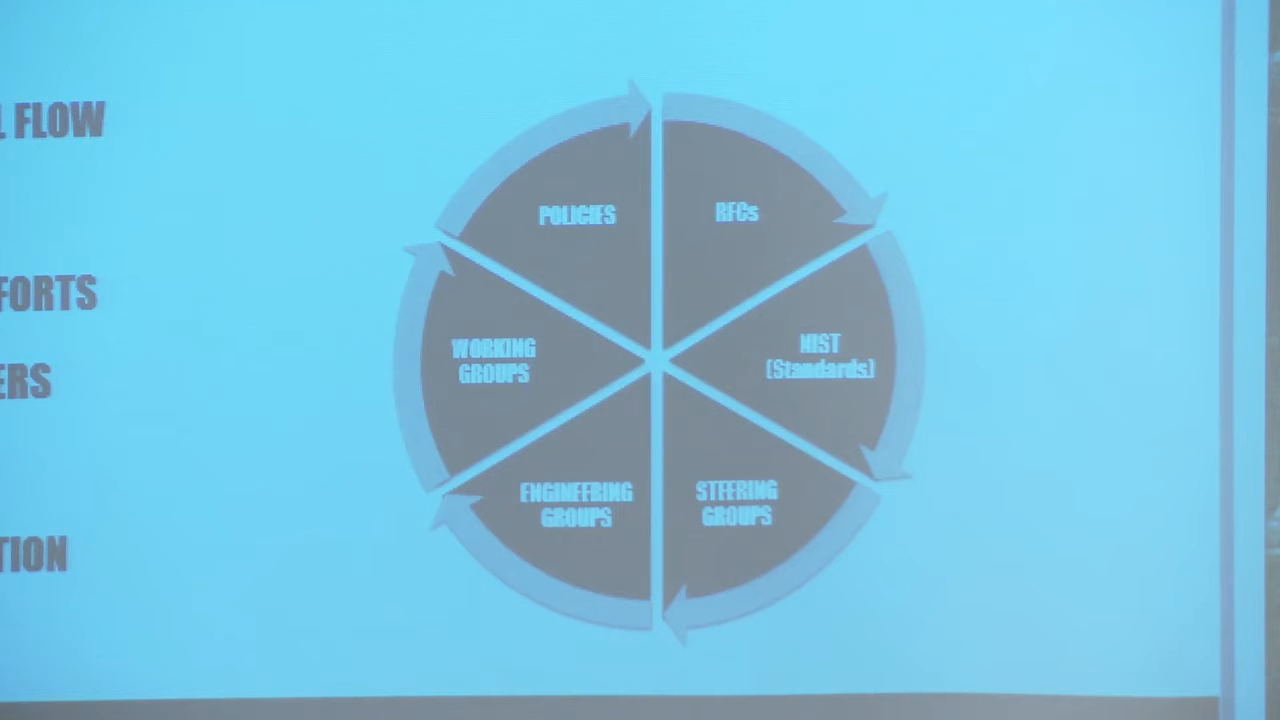 L FLOW
FORTS
ERS
TION
POLICIES
RFCs
WORKING
GROUPS
NIST
(Standards)
ENGINEERING
GROUPS
STEERING
GROUPS